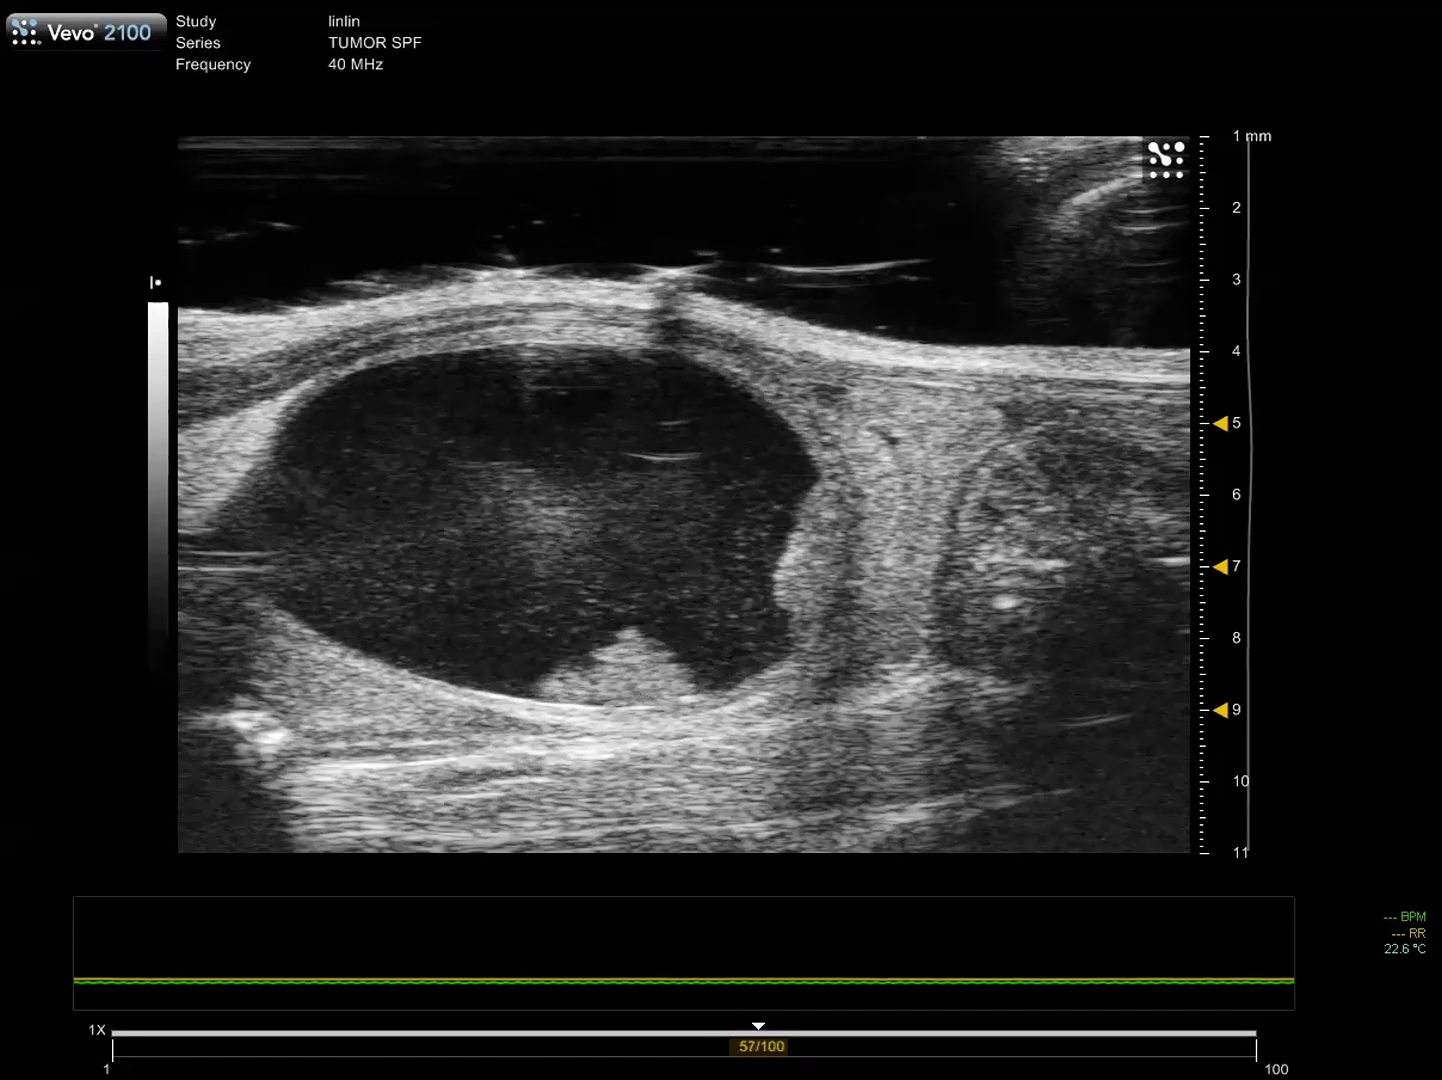 Vevo® 2100
Study linlin
Series TUMOR SPF
Frequency 40 MHz
1 mm
2
3
4
5
6
7
8
9
10
11
--- BPM
--- RR
22.6 °C
1X
57/100
1
100